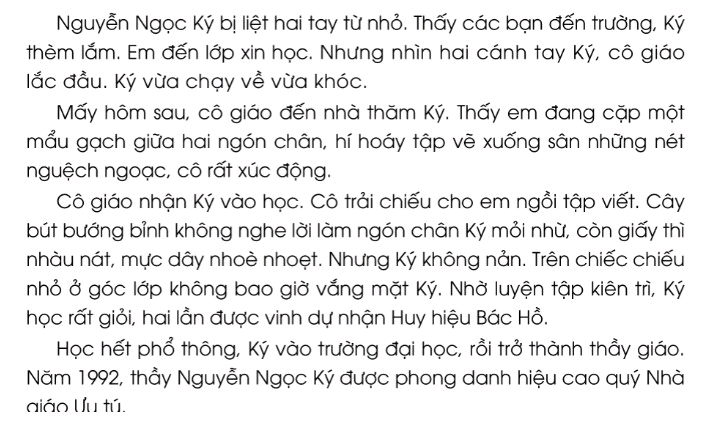 Nguyễn Ngọc Ký bị liệt hai tay từ nhỏ. Thấy các bạn đến trường, Ký
thèm lắm. Em đến lớp xin học. Nhưng nhìn hai cánh tay Ký, cô giáo
lắc đầu. Ký vừa chạy về vừa khóc.
Mấy hôm sau, cô giáo đến nhà thăm Ký. Thấy em đang cặp một
mẩu gạch giữa hai ngón chân, hí hoáy tập vẽ xuống sân những nét
nguệch ngoạc, cô rất xúc động.
Cô giáo nhận Ký vào học. Cô trải chiếu cho em ngồi tập viết. Cây
bút bướng bỉnh không nghe lời làm ngón chân Ký mỏi nhừ, còn giấy thì
nhàu nát, mực dây nhoè nhoẹt. Nhưng Ký không nản. Trên chiếc chiếu
nhỏ ở góc lớp không bao giờ vắng mặt Ký. Nhờ luyện tập kiên trì, Ký
học rất giỏi, hai lần được vinh dự nhận Huy hiệu Bác Hồ.
Học hết phổ thông, Ký vào trường đại học, rồi trở thành thầy giáo.
Năm 1992, thầy Nguyễn Ngọc Ký được phong danh hiệu cao quý Nhà
giáo Ưu tú.